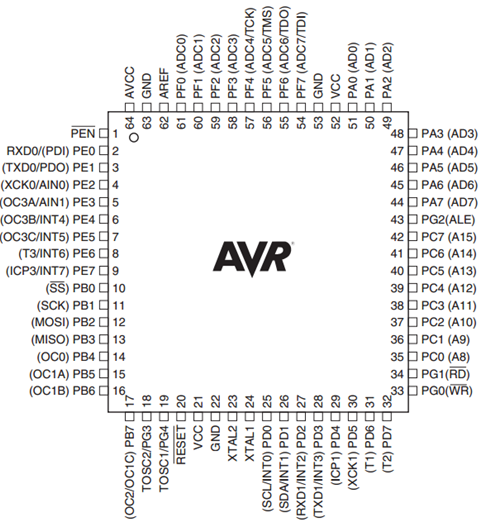 AVCC
GND
AREF
PF0 (ADC0)
PF1 (ADC1)
PF2 (ADC2)
PF3 (ADC3)
PF4 (ADC4/TCK)
PF5 (ADC5/TMS)
PF6 (ADC6/TDO)
PF7 (ADC7/TDI)
GND
VCC
PA0 (AD0)
PA1 (AD1)
PA2 (AD2)
64 63 62 61 60 59 58 57 56 55 54 53 52 51 50 49
PEN 1
RXD0/(PDI) PE0 2
(TXD0/PDO) PE1 3
(XCK0/AIN0) PE2 4
(OC3A/AIN1) PE3 5
(OC3B/INT4) PE4 6
(OC3C/INT5) PE5 7
(T3/INT6) PE6 8
(ICP3/INT7) PE7 9
(SS) PB0 10
(SCK) PB1 11
(MOSI) PB2 12
(MISO) PB3 13
(OC0) PB4 14
(OC1A) PB5 15
(OC1B) PB6 16
AVR
48 PA3 (AD3)
47 PA4 (AD4)
46 PA5 (AD5)
45 PA6 (AD6)
44 PA7 (AD7)
43 PG2(ALE)
42 PC7 (A15)
41 PC6 (A14)
40 PC5 (A13)
39 PC4 (A12)
38 PC3 (A11)
37 PC2 (A10)
36 PC1 (A9)
35 PC0 (A8)
34 PG1(RD)
33 PG0(WR)
17 18 19 20 21 22 23 24 25 26 27 28 29 30 31 32
(OC2/OC1C) PB7
TOSC2/PG3
TOSC1/PG4
RESET
VCC
GND
XTAL2
XTAL1
(SCL/INT0) PD0
(SDA/INT1) PD1
(RXD1/INT2) PD2
(TXD1/INT3) PD3
(ICP1) PD4
(XCK1) PD5
(T1) PD6
(T2) PD7